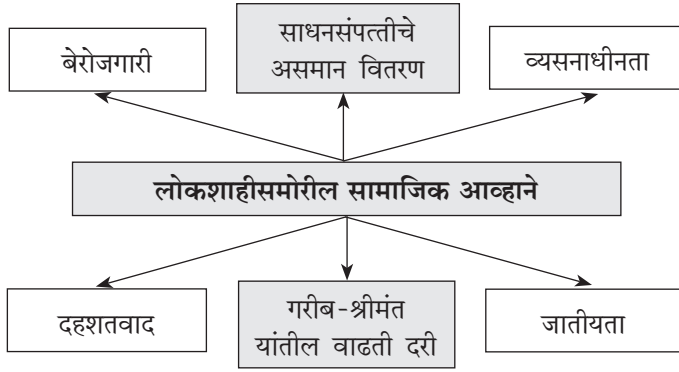 बेरोजगारी
साधनसंपत्तीचे
असमान वितरण
व्यसनाधीनता
लोकशाहीसमोरील सामाजिक आव्हाने
दहशतवाद
गरीब-श्रीमंत
यांतील वाढती दरी
जातीयता